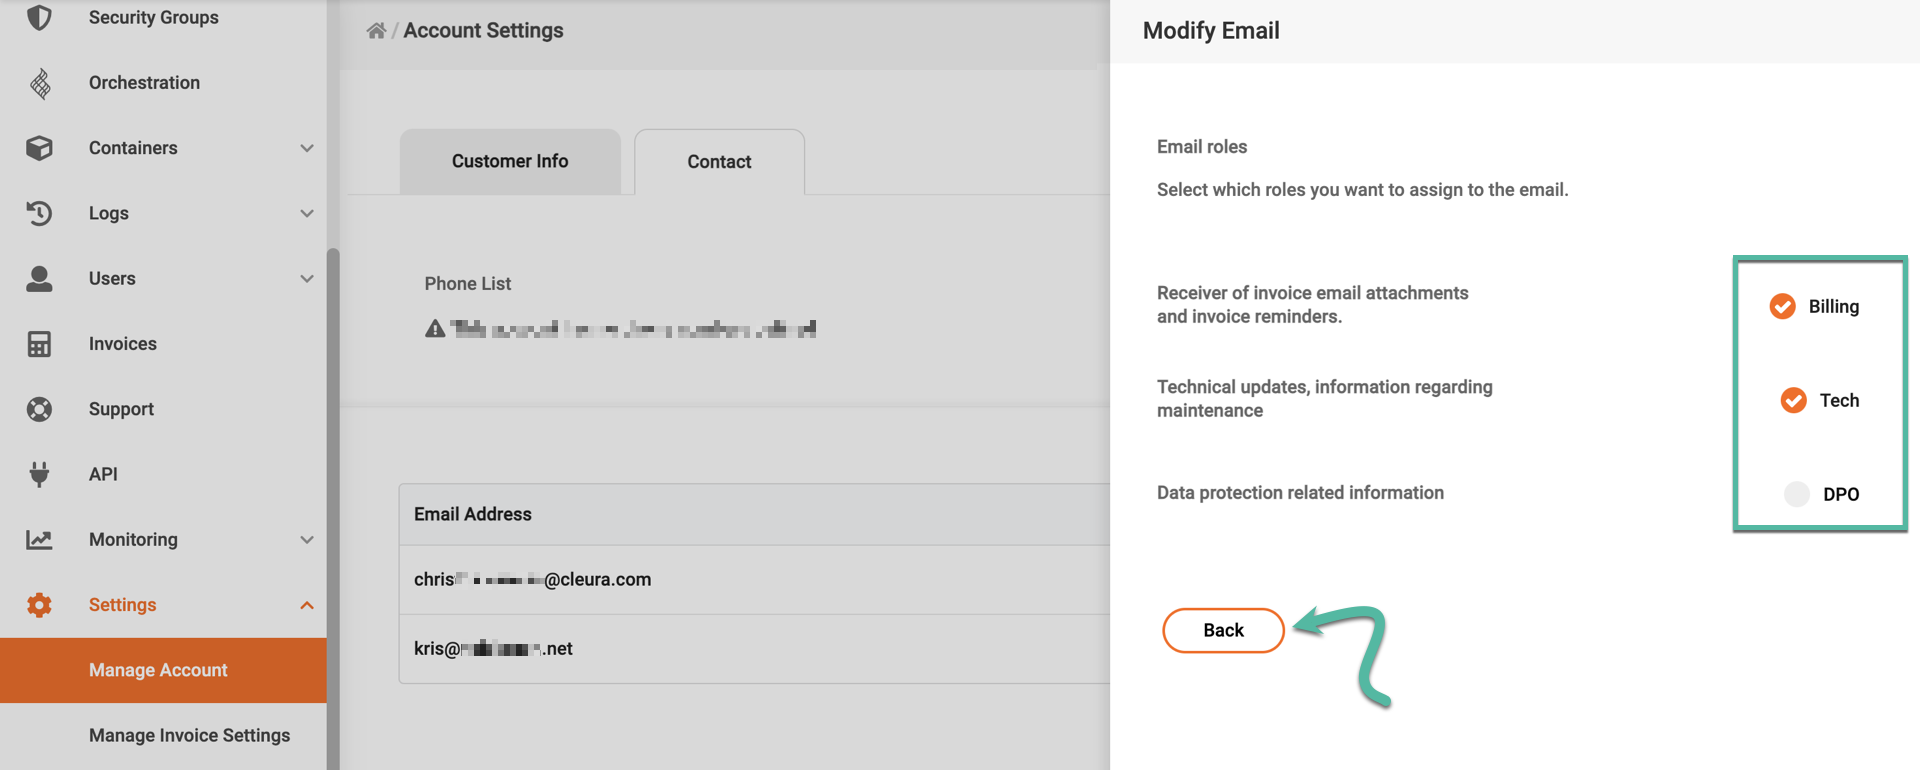 Security Groups
Orchestration
Containers
Logs
Users
Invoices
Support
API
Monitoring
Settings
Manage Account
Manage Invoice Settings
/ Account Settings
Customer Info
Contact
Phone List
Email Address
chris @cleura.com
kris@ .net
Modify Email
Email roles
Select which roles you want to assign to the email.
Receiver of invoice email attachments
and invoice reminders.
Billing
Technical updates, information regarding
maintenance
Tech
Data protection related information
DPO
Back